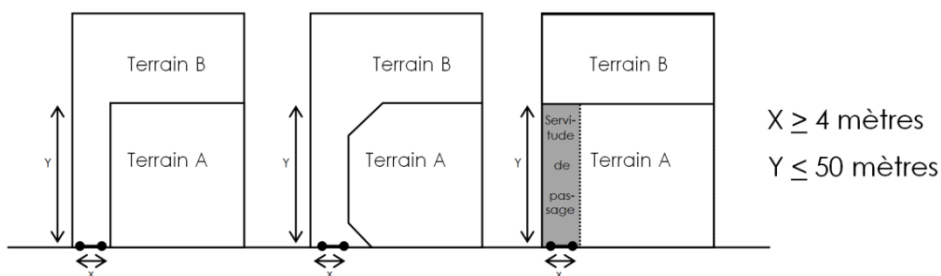 Terrain B
Terrain A
Y
X
Terrain B
Terrain A
Y
X
Terrain B
Servi-
tude
de
pas-
sage
Terrain A
Y
X
X ≥ 4 mètres
Y ≤ 50 mètres